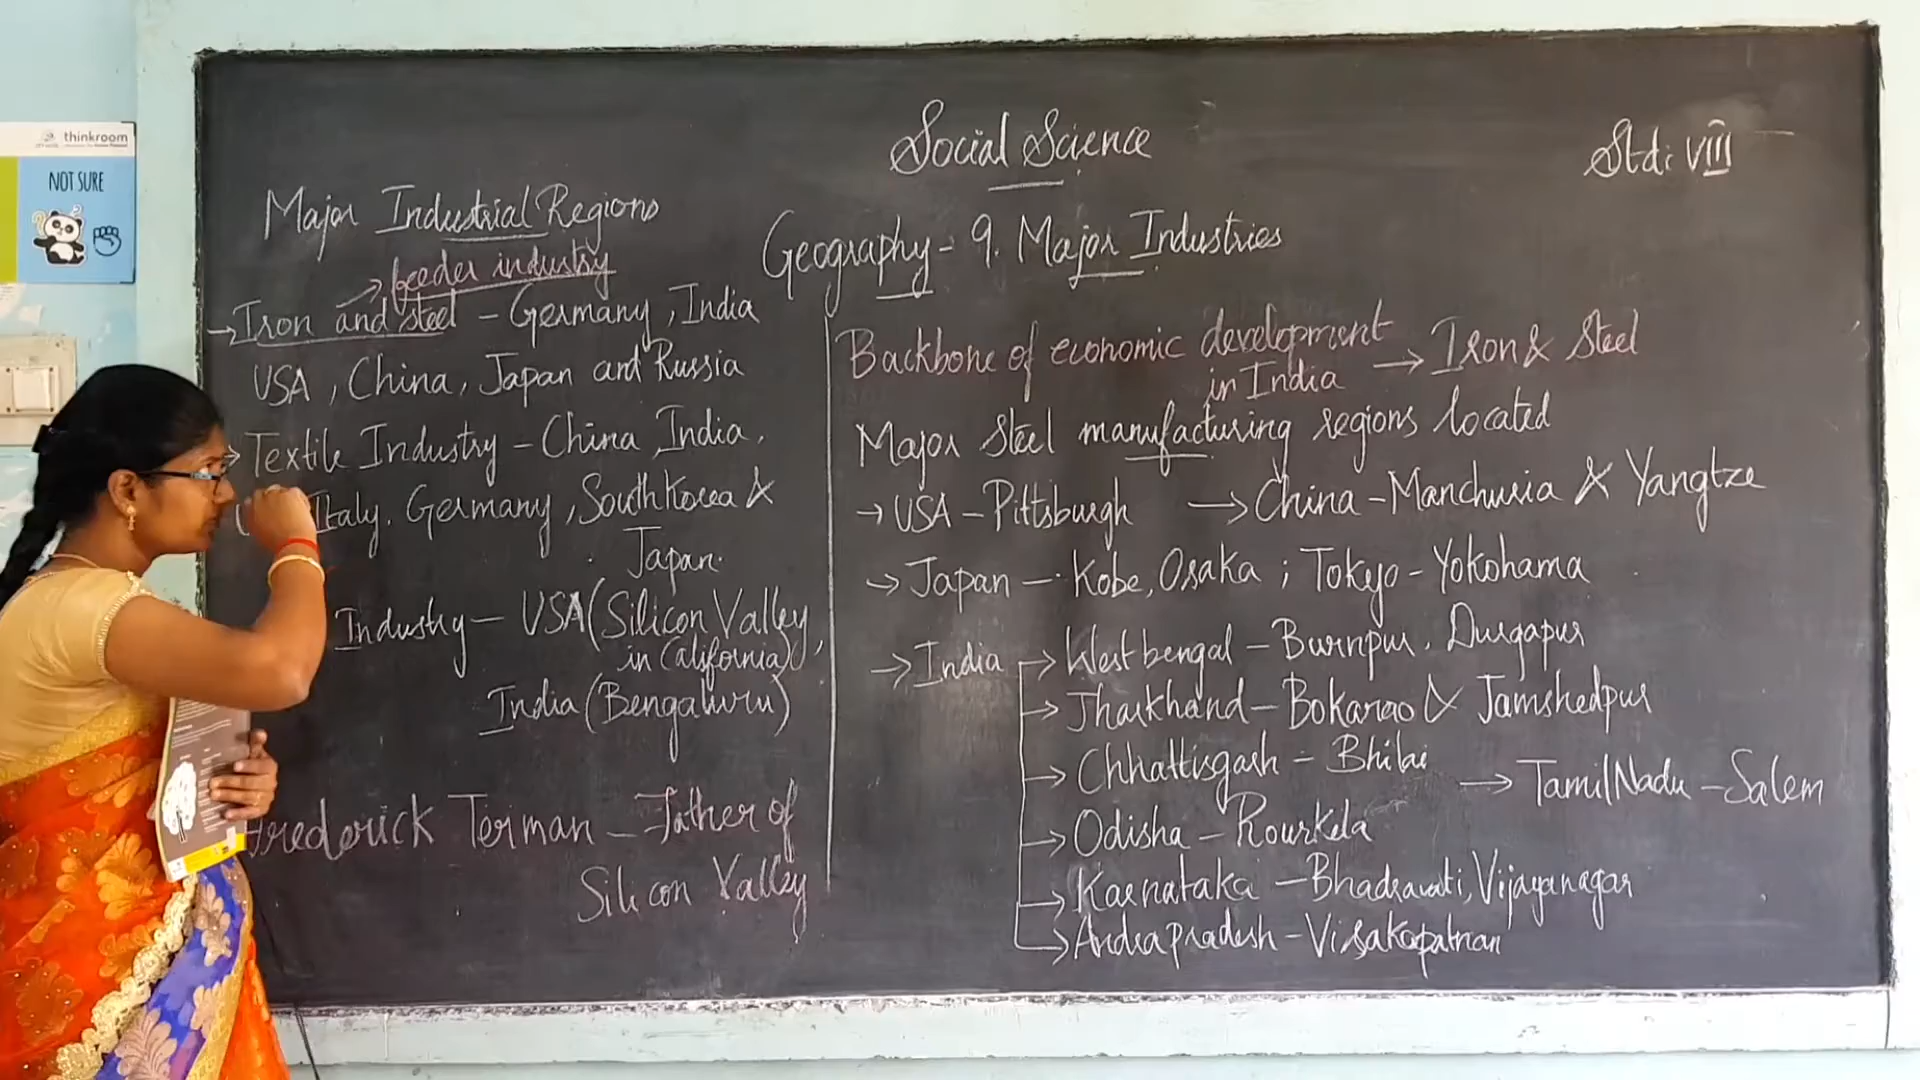 Social Science
Std: VIII
Geography - 9. Major Industries
Major Industrial Regions
→ feeder industry
→ Iron and steel - Germany, India
USA, China, Japan and Russia
→ Textile Industry - China, India,
Italy, Germany, South Korea &
Japan.
Industry - USA (Silicon Valley
in California),
India (Bengaluru)
Frederick Terman - Father of
Silicon Valley
Backbone of economic development → Iron & Steel
in India
Major Steel manufacturing regions located
→ USA - Pittsburgh → China - Manchuria & Yangtze
→ Japan - Kobe, Osaka ; Tokyo - Yokohama
→ India → West bengal - Burnpur, Durgapur
→ Jharkhand - Bokarao & Jamshedpur
→ Chhattisgarh - Bhilai
→ TamilNadu - Salem
→ Odisha - Rourkela
→ Karnataka - Bhadravati, Vijayanagar
→ Andrapradesh - Visakapatnam
thinkroom
NOT SURE